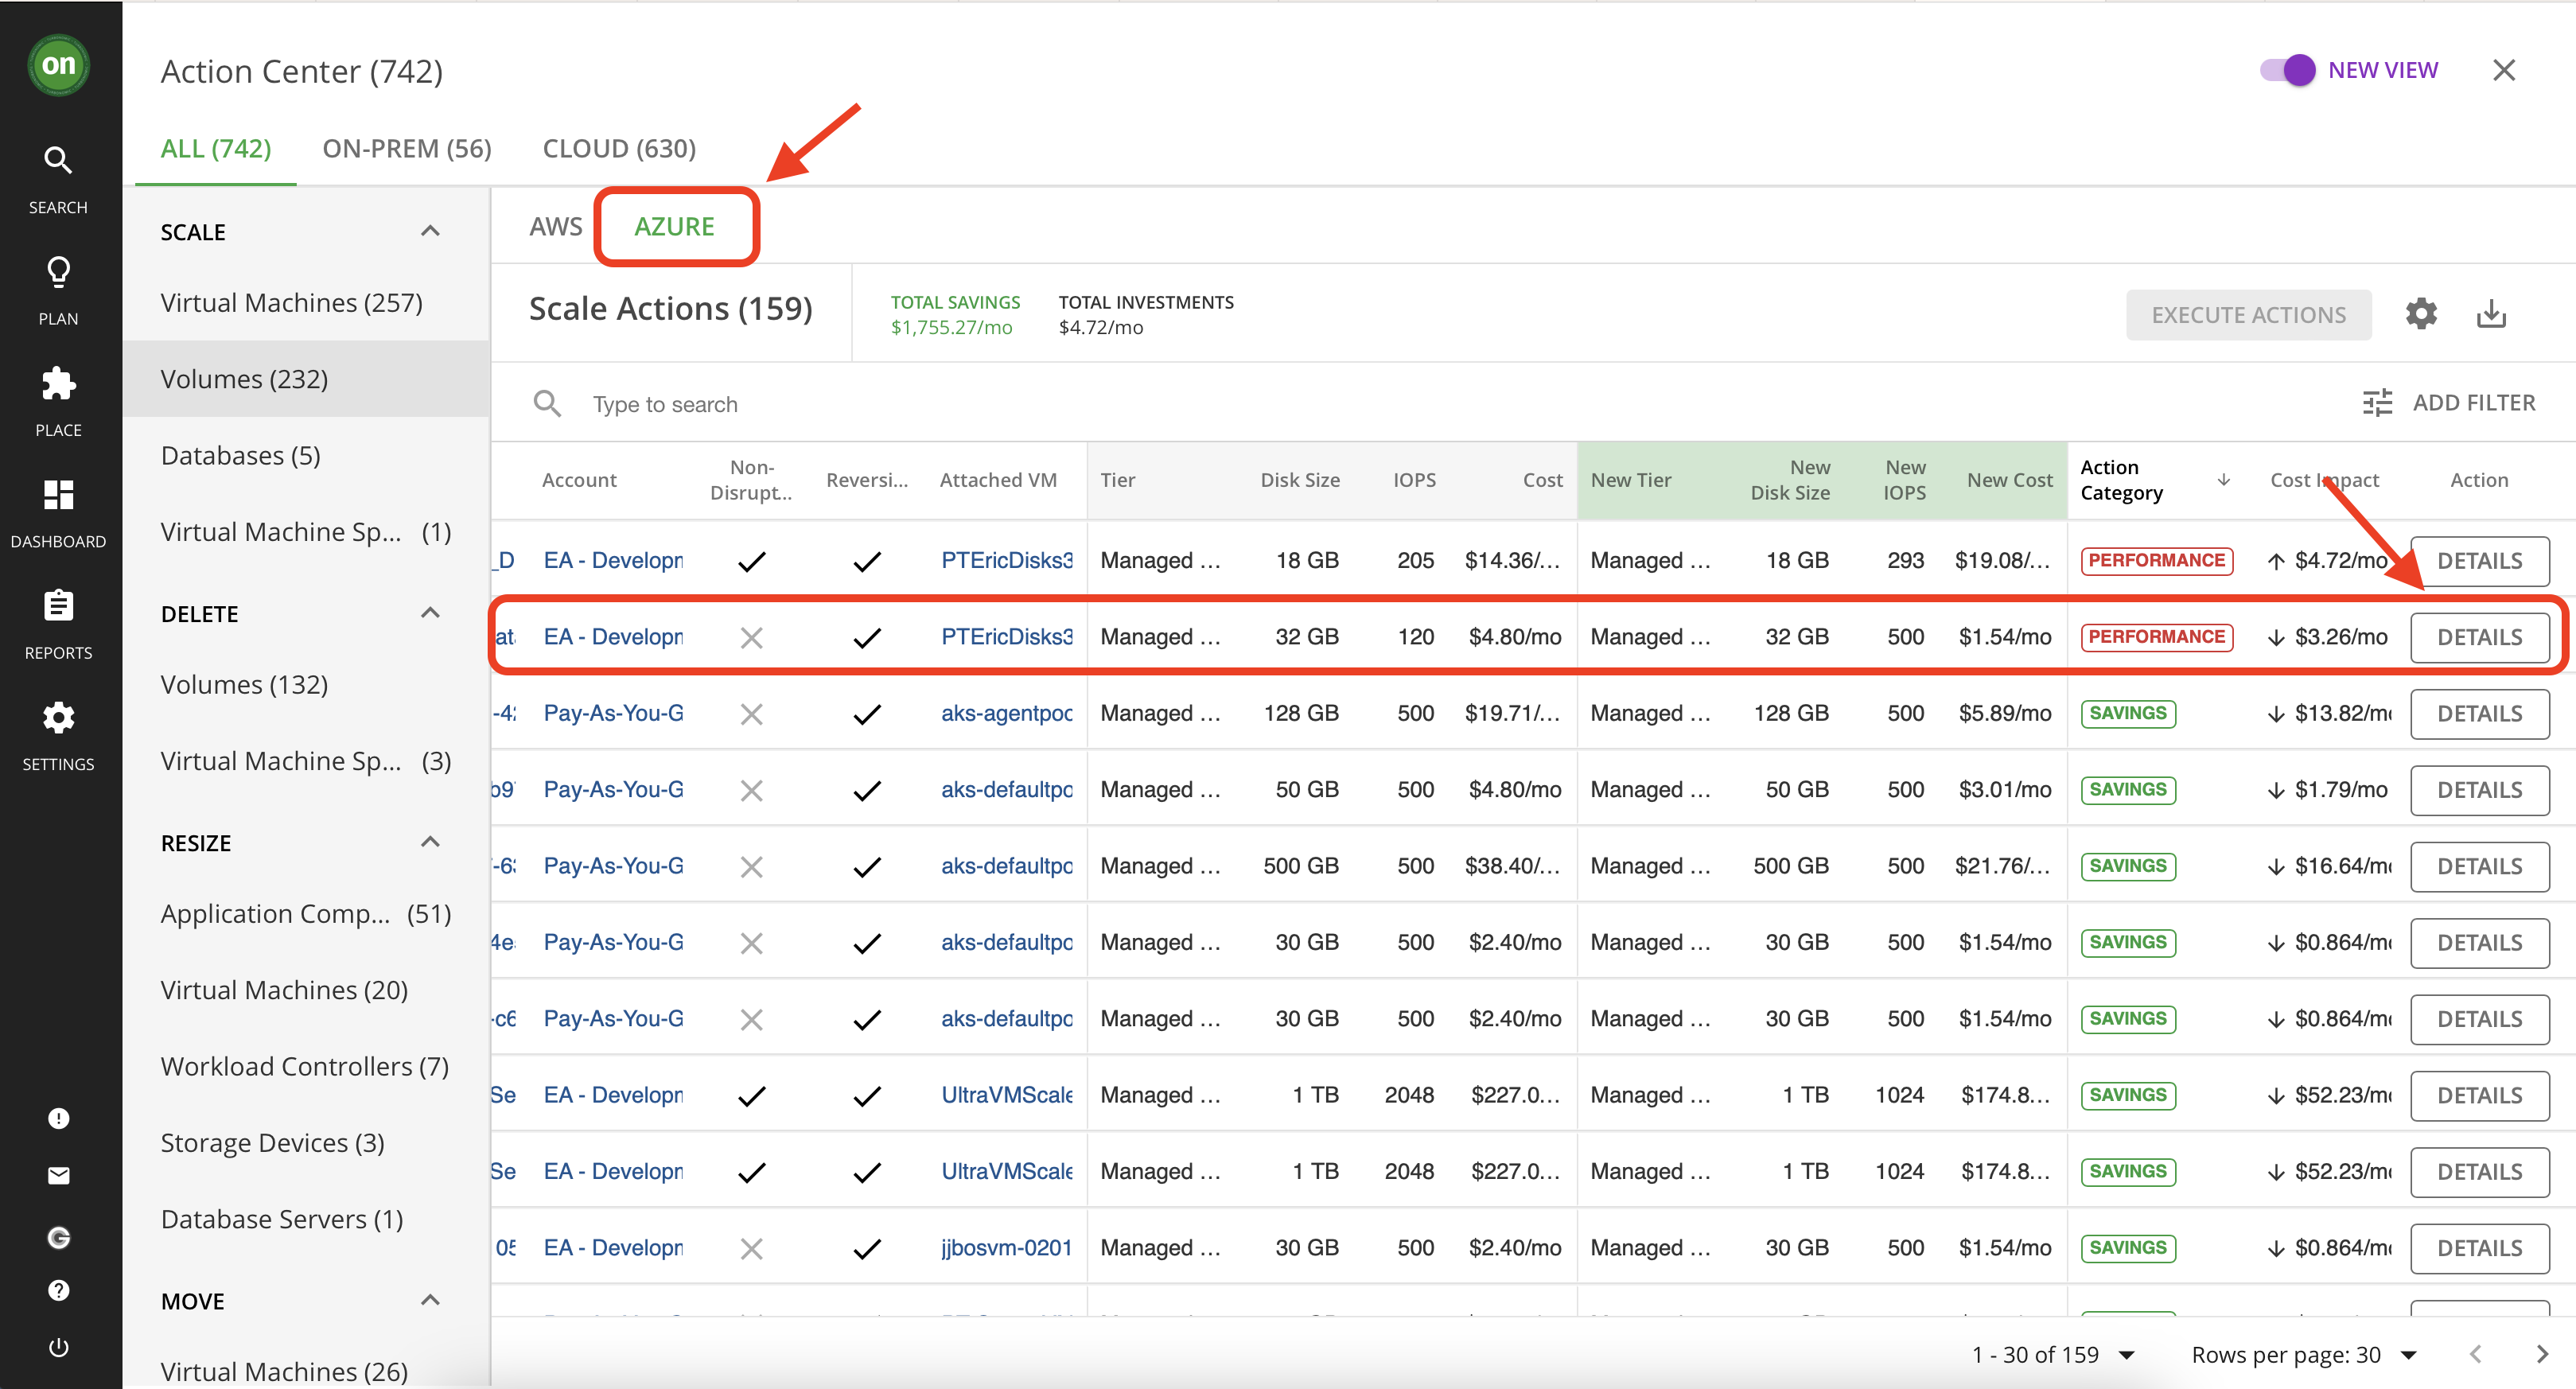 on
Action Center (742)
NEW VIEW
ALL (742) ON-PREM (56) CLOUD (630)
SEARCH
PLAN
PLACE
DASHBOARD
REPORTS
SETTINGS
SCALE
Virtual Machines (257)
Volumes (232)
Databases (5)
Virtual Machine Sp... (1)
DELETE
Volumes (132)
Virtual Machine Sp... (3)
RESIZE
Application Comp... (51)
Virtual Machines (20)
Workload Controllers (7)
Storage Devices (3)
Database Servers (1)
MOVE
Virtual Machines (26)
AWS AZURE
Scale Actions (159)
TOTAL SAVINGS
$1,755.27/mo
TOTAL INVESTMENTS
$4.72/mo
EXECUTE ACTIONS
Type to search
ADD FILTER
Account Non-Disrupt... Reversi... Attached VM Tier Disk Size IOPS Cost New Tier New Disk Size New IOPS New Cost Action Category Cost Impact Action
_D EA - Developn PTEricDisks3 Managed ... 18 GB 205 $14.36/... Managed ... 18 GB 293 $19.08/... PERFORMANCE $4.72/mo DETAILS
at EA - Developn PTEricDisks3 Managed ... 32 GB 120 $4.80/mo Managed ... 32 GB 500 $1.54/mo PERFORMANCE $3.26/mo DETAILS
Pay-As-You-G aks-agentpoc Managed ... 128 GB 500 $19.71/... Managed ... 128 GB 500 $5.89/mo SAVINGS $13.82/m DETAILS
Pay-As-You-G aks-defaultpo Managed ... 50 GB 500 $4.80/mo Managed ... 50 GB 500 $3.01/mo SAVINGS $1.79/mo DETAILS
Pay-As-You-G aks-defaultpo Managed ... 500 GB 500 $38.40/... Managed ... 500 GB 500 $21.76/... SAVINGS $16.64/m DETAILS
4e Pay-As-You-G aks-defaultpo Managed ... 30 GB 500 $2.40/mo Managed ... 30 GB 500 $1.54/mo SAVINGS $0.864/m DETAILS
-c6 Pay-As-You-G aks-defaultpo Managed ... 30 GB 500 $2.40/mo Managed ... 30 GB 500 $1.54/mo SAVINGS $0.864/m DETAILS
Se EA - Developn UltraVMScale Managed ... 1 TB 2048 $227.0... Managed ... 1 TB 1024 $174.8... SAVINGS $52.23/m DETAILS
Se EA - Developn UltraVMScale Managed ... 1 TB 2048 $227.0... Managed ... 1 TB 1024 $174.8... SAVINGS $52.23/m DETAILS
05 EA - Developn jjbosvm-0201 Managed ... 30 GB 500 $2.40/mo Managed ... 30 GB 500 $1.54/mo SAVINGS $0.864/m DETAILS
1 - 30 of 159 Rows per page: 30